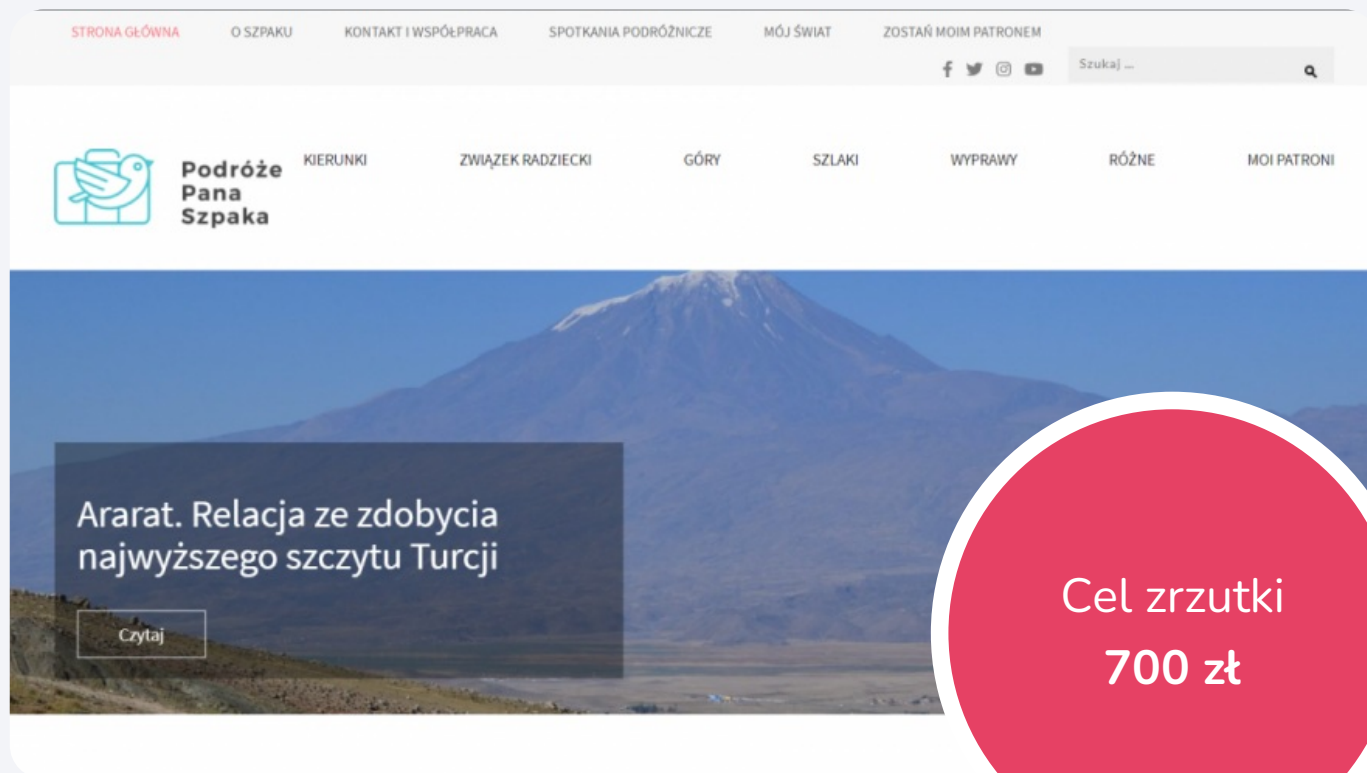 STRONA GŁÓWNA O SZPAKU KONTAKT I WSPÓŁPRACA SPOTKANIA PODRÓŻNICZE MÓJ ŚWIAT ZOSTAŃ MOIM PATRONEM
Szukaj ...
Podróże
Pana
Szpaka
KIERUNKI ZWIĄZEK RADZIECKI GÓRY SZLAKI WYPRAWY RÓŻNE MOI PATRONI
Ararat. Relacja ze zdobycia
najwyższego szczytu Turcji
Czytaj
Cel zrzutki
700 zł